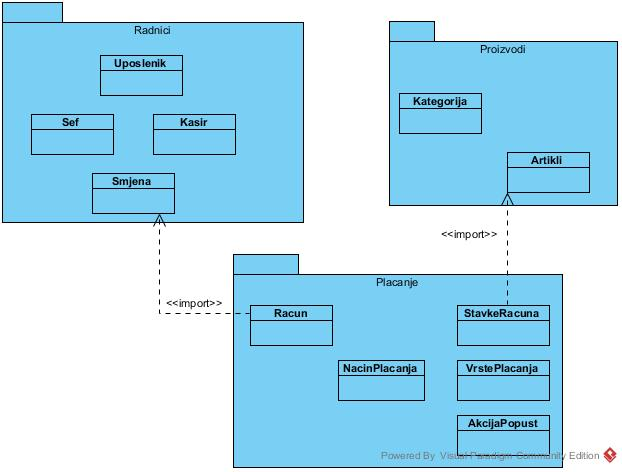 Radnici
Uposlenik
Sef
Kasir
Smjena
Proizvodi
Kategorija
Artikli
<<import>>
<<import>>
Placanje
Racun
StavkeRacuna
NacinPlacanja
VrstePlacanja
AkcijaPopust
Powered By Visual Paradigm Community Edition